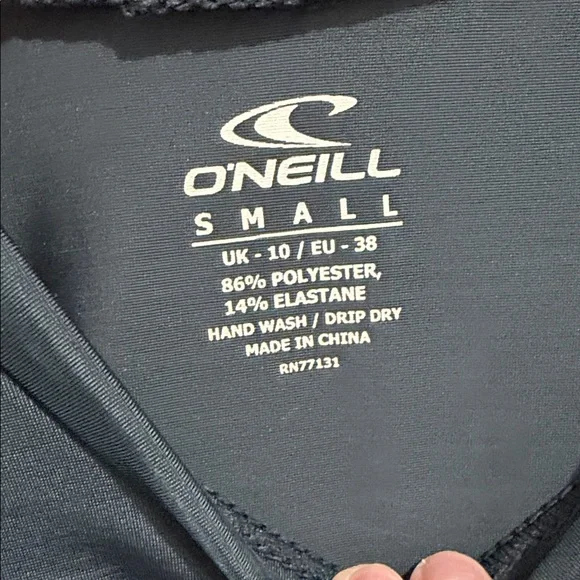 O'NEILL
SMALL
UK - 10 / EU - 38
86% POLYESTER,
14% ELASTANE
HAND WASH / DRIP DRY
MADE IN CHINA
RN77131